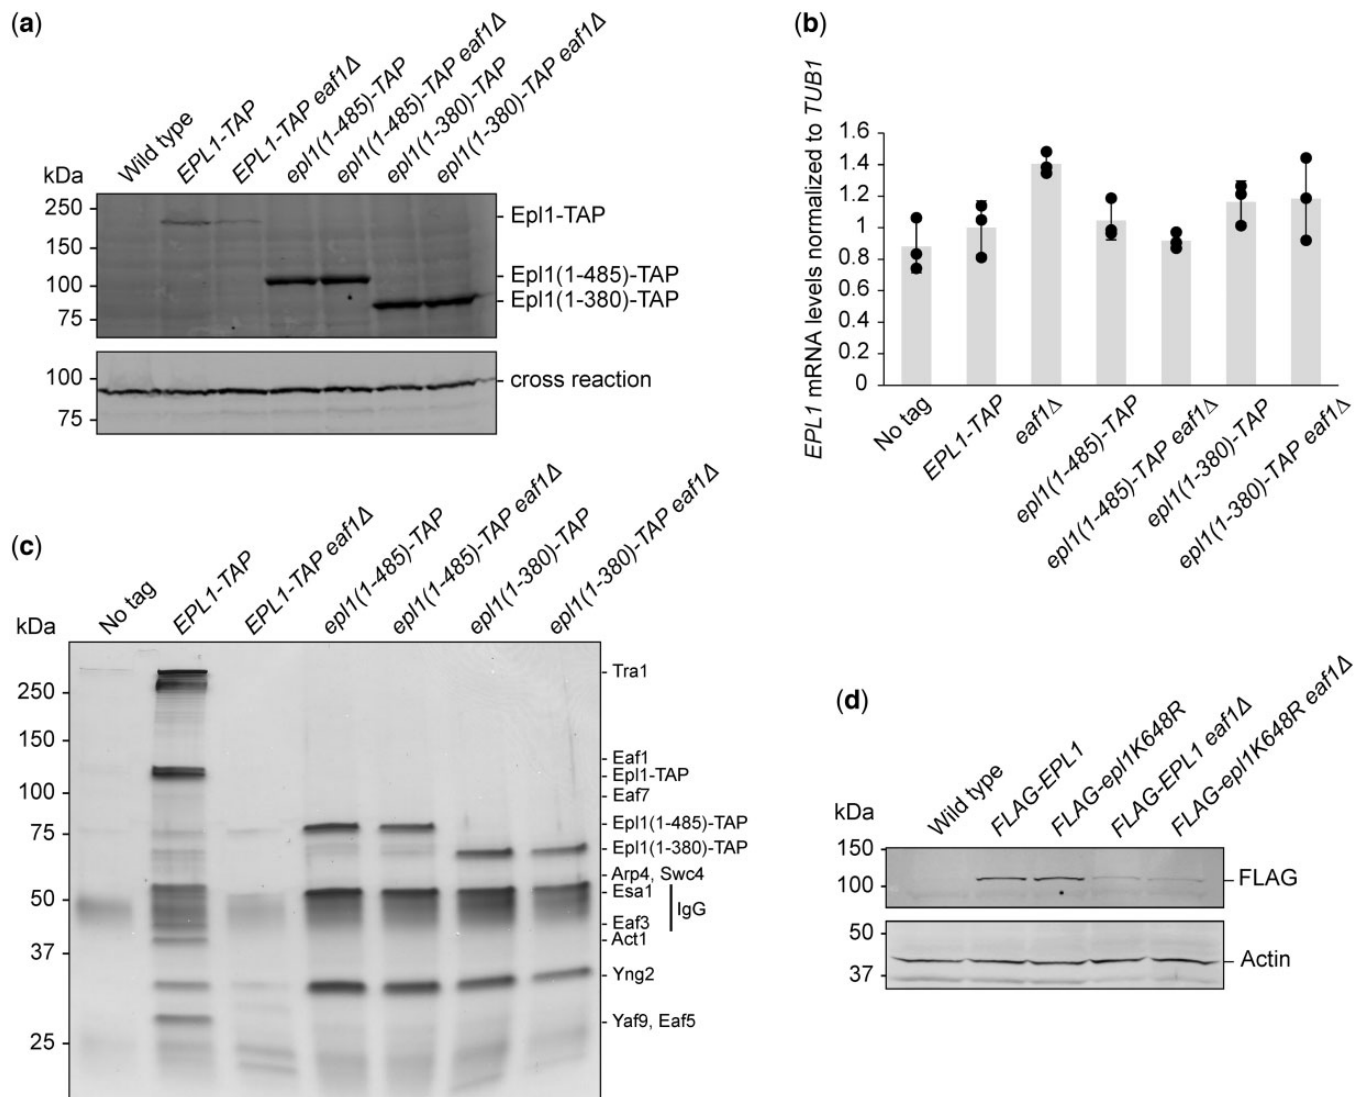 (a)
Wild type
EPL1-TAP
EPL1-TAP eaf1Δ
epl1(1-485)-TAP
epl1(1-485)-TAP eaf1Δ
epl1(1-380)-TAP
epl1(1-380)-TAP eaf1Δ
kDa
250
150
100
75
Epl1-TAP
Epl1(1-485)-TAP
Epl1(1-380)-TAP
100
75
cross reaction
(b)
EPL1 mRNA levels normalized to TUB1
1.6
1.4
1.2
1
0.8
0.6
0.4
0.2
0
No tag
EPL1-TAP
eaf1Δ
epl1(1-485)-TAP
epl1(1-485)-TAP eaf1Δ
epl1(1-380)-TAP
epl1(1-380)-TAP eaf1Δ
(c)
No tag
EPL1-TAP
EPL1-TAP eaf1Δ
epl1(1-485)-TAP
epl1(1-485)-TAP eaf1Δ
epl1(1-380)-TAP
epl1(1-380)-TAP eaf1Δ
kDa
250
150
100
75
50
37
25
Tra1
Eaf1
Epl1-TAP
Eaf7
Epl1(1-485)-TAP
Epl1(1-380)-TAP
Arp4, Swc4
Esa1
IgG
Eaf3
Act1
Yng2
Yaf9, Eaf5
(d)
Wild type
FLAG-EPL1
FLAG-epl1K648R
FLAG-EPL1 eaf1Δ
FLAG-epl1K648R eaf1Δ
kDa
150
100
FLAG
50
37
Actin